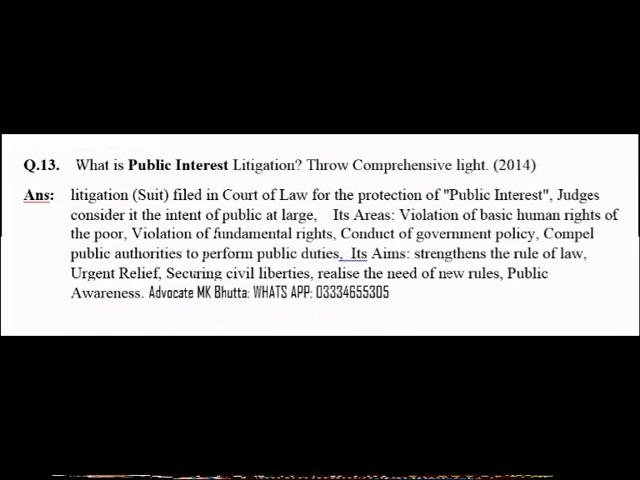 Q.13. What is Public Interest Litigation? Throw Comprehensive light. (2014)
Ans: litigation (Suit) filed in Court of Law for the protection of "Public Interest", Judges
consider it the intent of public at large, Its Areas: Violation of basic human rights of
the poor, Violation of fundamental rights, Conduct of government policy, Compel
public authorities to perform public duties, Its Aims: strengthens the rule of law,
Urgent Relief, Securing civil liberties, realise the need of new rules, Public
Awareness. Advocate MK Bhutta: WHATS APP: 03334655305